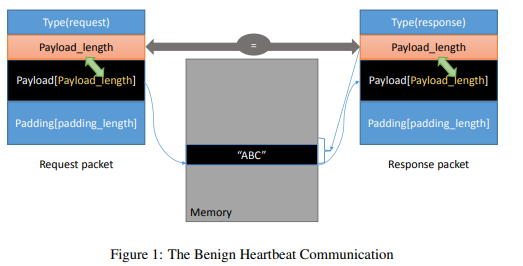 Type(request)
Payload_length
Payload[Payload_length]
Padding[padding_length]
Request packet
=
"ABC"
Memory
Type(response)
Payload_length
Payload[Payload_length]
Padding[padding_length]
Response packet
Figure 1: The Benign Heartbeat Communication